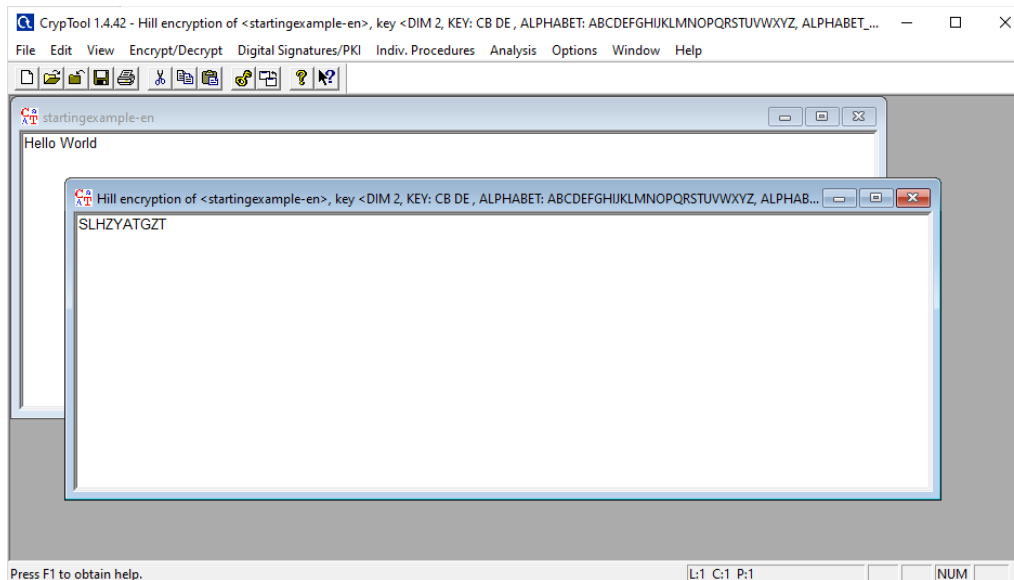 CrypTool 1.4.42 - Hill encryption of <startingexample-en>, key <DIM 2, KEY: CB DE , ALPHABET: ABCDEFGHIJKLMNOPQRSTUVWXYZ, ALPHABET_...
File Edit View Encrypt/Decrypt Digital Signatures/PKI Indiv. Procedures Analysis Options Window Help
startingexample-en
Hello World
Hill encryption of <startingexample-en>, key <DIM 2, KEY: CB DE , ALPHABET: ABCDEFGHIJKLMNOPQRSTUVWXYZ, ALPHAB...
SLHZYATGZT
Press F1 to obtain help.
L:1 C:1 P:1
NUM